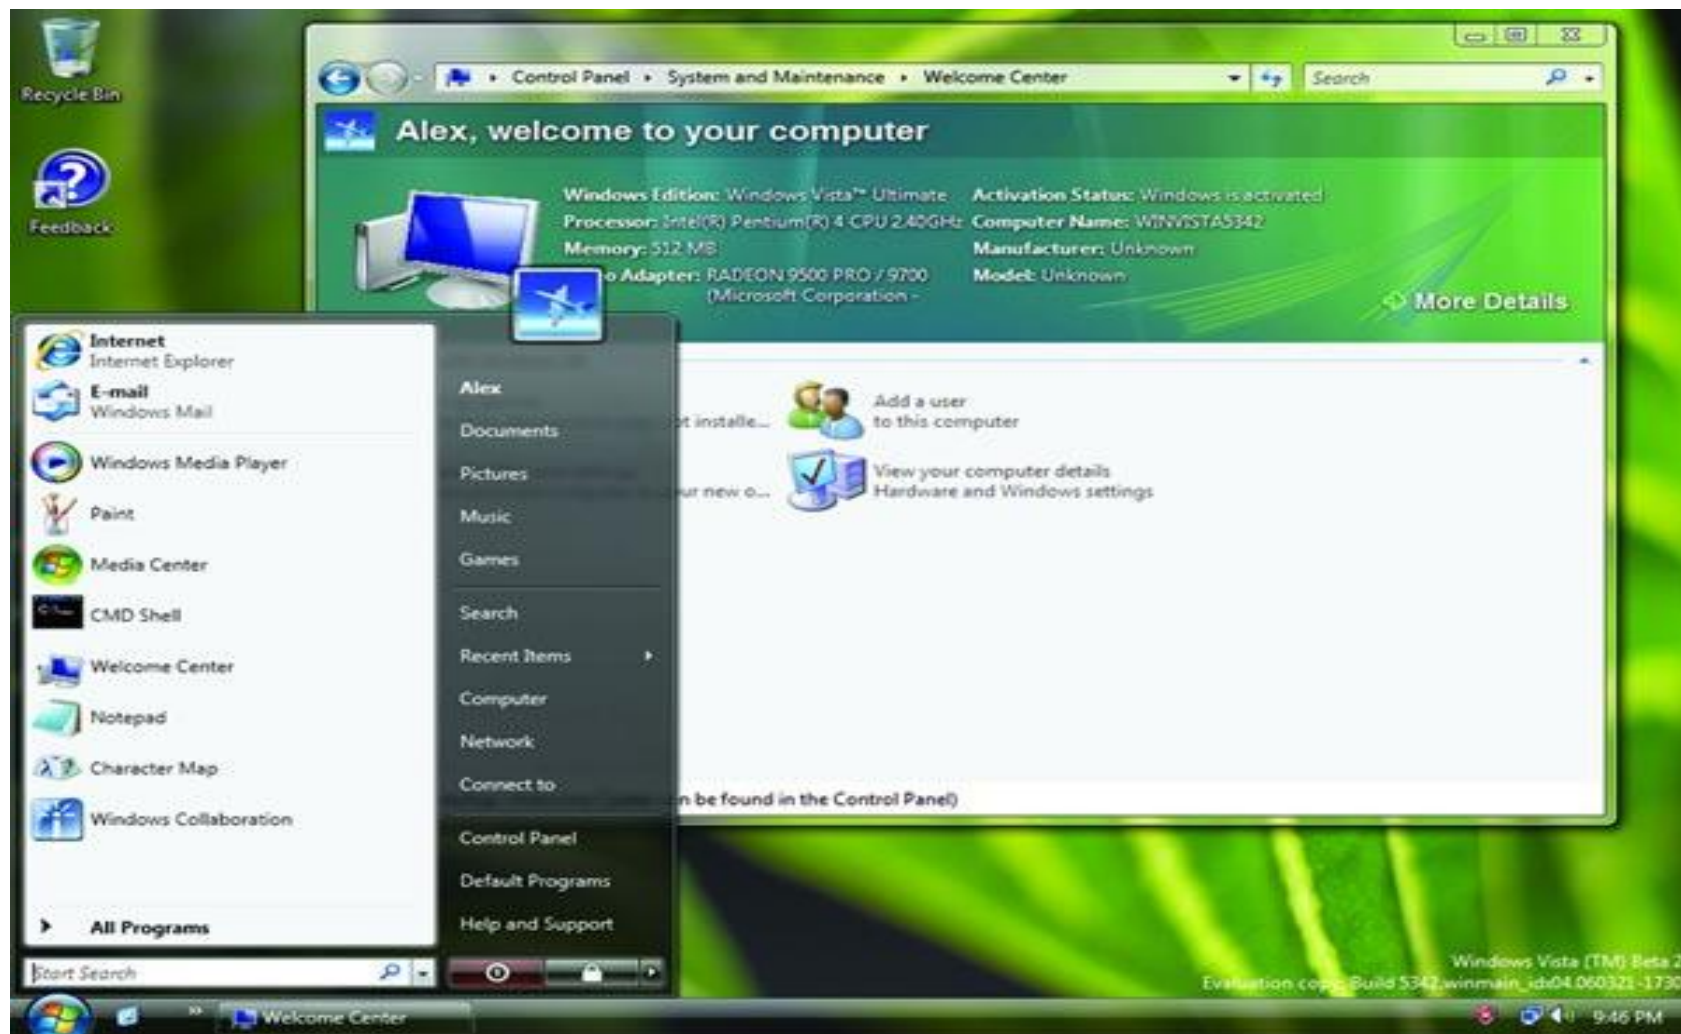 Recycle Bin
Feedback
Control Panel
System and Maintenance
Welcome Center
Search
Alex, welcome to your computer
Windows Edition: Windows Vista™ Ultimate
Processor: Intel(R) Pentium(R) 4 CPU 2.40GHz
Memory: 512 MB
o Adapter: RADEON 9500 PRO / 9700
(Microsoft Corporation -
Activation Status: Windows is activated
Computer Name: WINVISTA5342
Manufacturer: Unknown
Model: Unknown
More Details
ot installe...
ur new o...
Add a user
to this computer
View your computer details
Hardware and Windows settings
n be found in the Control Panel)
Internet
Internet Explorer
E-mail
Windows Mail
Windows Media Player
Paint
Media Center
CMD Shell
Welcome Center
Notepad
Character Map
Windows Collaboration
All Programs
Start Search
Alex
Documents
Pictures
Music
Games
Search
Recent Items
Computer
Network
Connect to
Control Panel
Default Programs
Help and Support
Windows Vista (TM) Beta 2
Evaluation copy. Build 5342.winmain_idx04.060321-1730
Welcome Center
9:46 PM